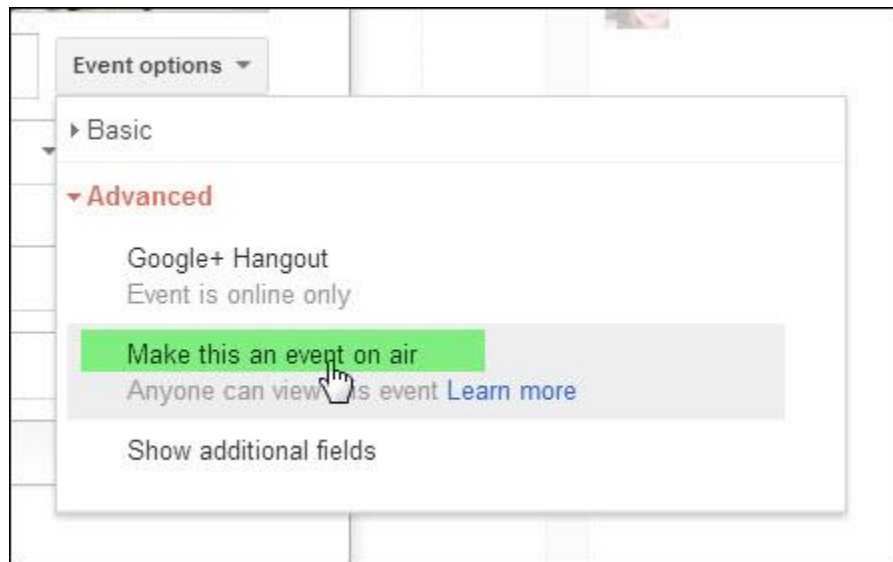 Event options
Basic
Advanced
Google+ Hangout
Event is online only
Make this an event on air
Anyone can view this event Learn more
Show additional fields